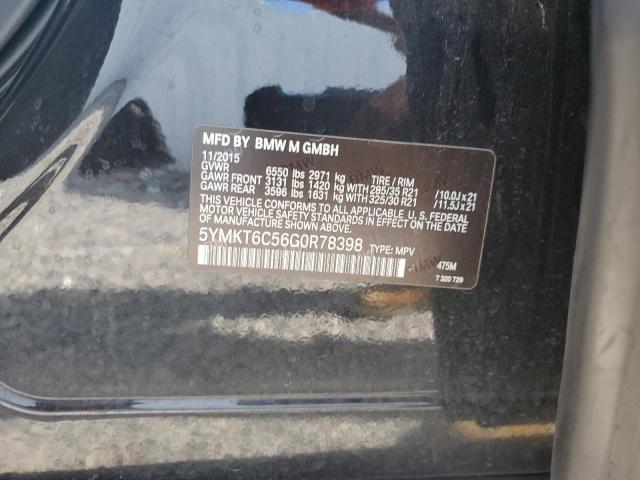 MFD BY BMW M GMBH
11/2015
GVWR 6550 lbs 2971 kg TIRE / RIM
GAWR FRONT 3131 lbs 1420 kg WITH 285/35 R21 /10.0J x 21
GAWR REAR 3596 lbs 1631 kg WITH 325/30 R21 /11.5J x 21
THIS VEHICLE CONFORMS TO ALL APPLICABLE U.S. FEDERAL
MOTOR VEHICLE SAFETY STANDARDS IN EFFECT ON THE DATE
OF MANUFACTURE SHOWN ABOVE.
5YMKT6C56G0R78398 TYPE: MPV
475M
7 320 729